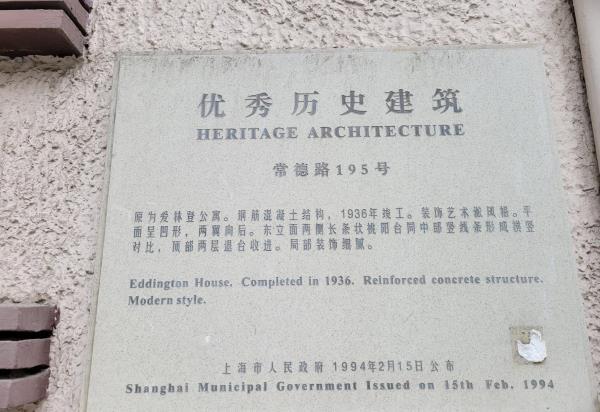 优秀历史建筑
HERITAGE ARCHITECTURE
常德路195号
原为爱林登公寓。钢筋混凝土结构，1936年竣工。装饰艺术派风格。平
面呈凹形，两翼向后。东立面两侧长条状挑阳台同中部竖线条形成横竖
对比，顶部两层退台收进。局部装饰细腻。
Eddington House. Completed in 1936. Reinforced concrete structure.
Modern style.
上海市人民政府 1994年2月15日公布
Shanghai Municipal Government Issued on 15th Feb. 1994